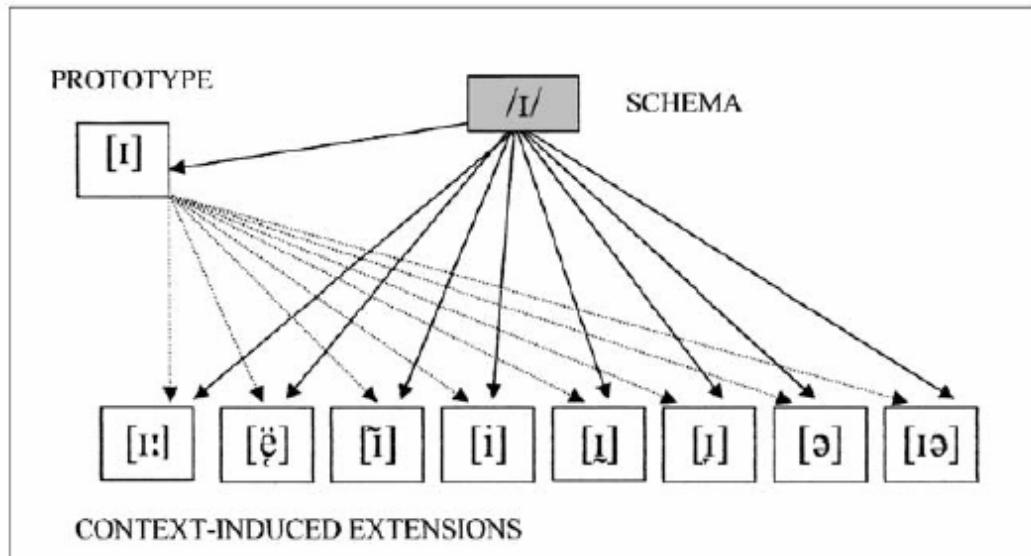 PROTOTYPE
/ɪ/
SCHEMA
[ɪ]
[ɪː]
[ë̞]
[ɪ̃]
[i]
[ɪ̰]
[ɪ̩]
[ə]
[ɪə]
CONTEXT-INDUCED EXTENSIONS